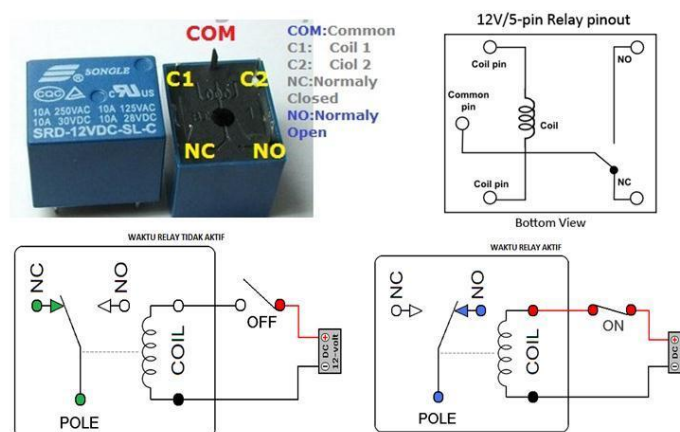 COM
C1
C2
NC
NO
SONGLE
CQC
US
10A 250VAC 10A 125VAC
10A 30VDC 10A 28VDC
SRD-12VDC-SL-C
COM:Common
C1: Coil 1
C2: Ciol 2
NC:Normaly
Closed
NO:Normaly
Open
12V/5-pin Relay pinout
Coil pin
NO
Common
pin
Coil
Coil pin
NC
Bottom View
WAKTU RELAY TIDAK AKTIF
NC
NO
COIL
OFF
DC
12-volt
POLE
WAKTU RELAY AKTIF
NC
NO
COIL
ON
DC
POLE